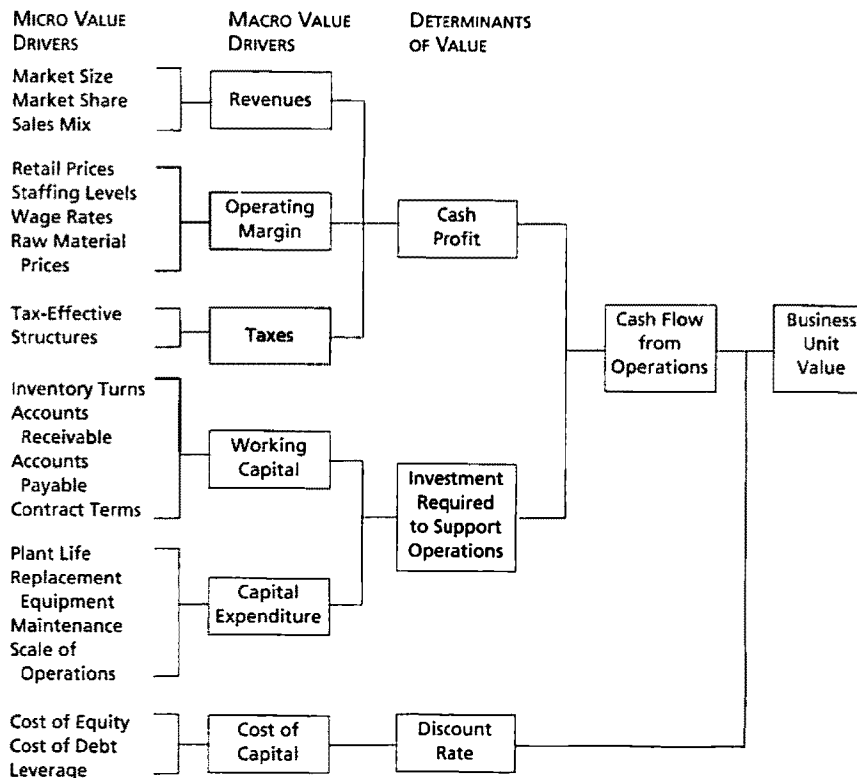 MICRO VALUE
DRIVERS
MACRO VALUE
DRIVERS
DETERMINANTS
OF VALUE
Market Size
Market Share
Sales Mix
Revenues
Retail Prices
Staffing Levels
Wage Rates
Raw Material
Prices
Operating
Margin
Cash
Profit
Tax-Effective
Structures
Taxes
Cash Flow
from
Operations
Business
Unit
Value
Inventory Turns
Accounts
Receivable
Accounts
Payable
Contract Terms
Working
Capital
Investment
Required
to Support
Operations
Plant Life
Replacement
Equipment
Maintenance
Scale of
Operations
Capital
Expenditure
Cost of Equity
Cost of Debt
Leverage
Cost of
Capital
Discount
Rate